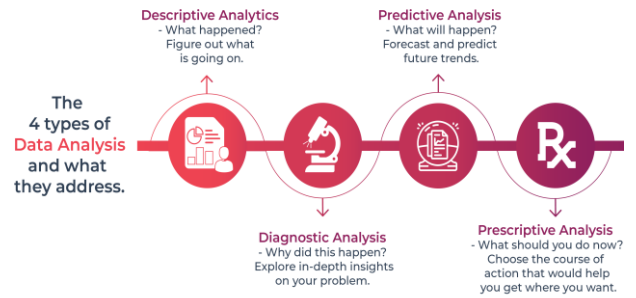 The
4 types of
Data Analysis
and what
they address.
Descriptive Analytics
- What happened?
Figure out what
is going on.
Diagnostic Analysis
- Why did this happen?
Explore in-depth insights
on your problem.
Predictive Analysis
- What will happen?
Forecast and predict
future trends.
Rx
Prescriptive Analysis
- What should you do now?
Choose the course of
action that would help
you get where you want.